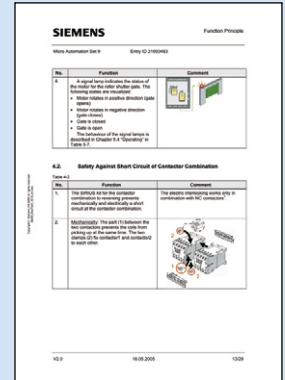 SIEMENS
Function Principle
Micro Automation Set 9
Entry ID 21693493
No.
Function
Comment
4.
A signal lamp indicates the status of
the motor for the roller shutter gate. The
following states are visualized:
• Motor rotates in positive direction (gate
opens)
• Motor rotates in negative direction
(gate closes)
• Gate is closed
• Gate is open
The behaviour of the signal lamps is
described in Chapter 5.4 "Operating" in
Table 5-7.
4.2. Safety Against Short Circuit of Contactor Combination
Table 4-2
No.
Function
Comment
1.
The SIRIUS kit for the contactor
combination to reversing prevents
mechanically and electrically a short
circuit at the contactor combination.
The electric interlocking works only in
combination with NC contactors.
2.
Mechanically: The part (1) between the
two contactors prevents the coils from
picking up at the same time. The two
clamps (2) fix contactor1 and contactor2
to each other.
2
1
2
V2.0
18.05.2005
13/29